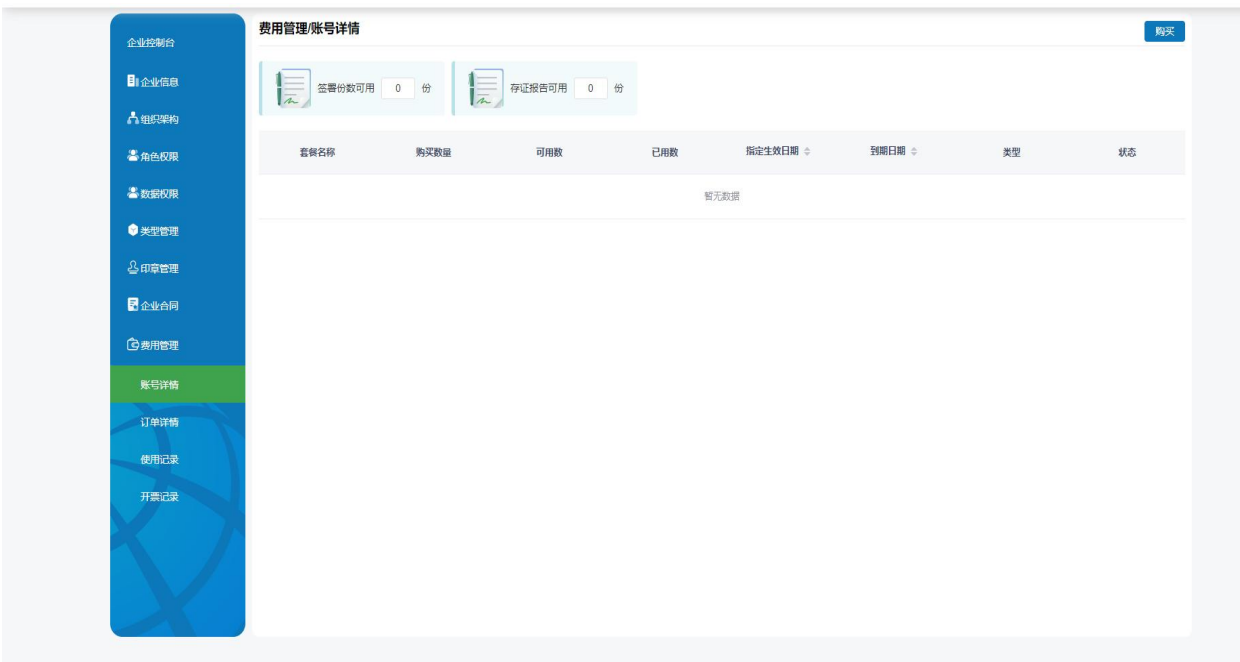 企业控制台
企业信息
组织架构
角色权限
数据权限
类型管理
印章管理
企业合同
费用管理
账号详情
订单详情
使用记录
开票记录
费用管理/账号详情
购买
签署份数可用 0 份
存证报告可用 0 份
套餐名称 购买数量 可用数 已用数 指定生效日期 到期日期 类型 状态
暂无数据